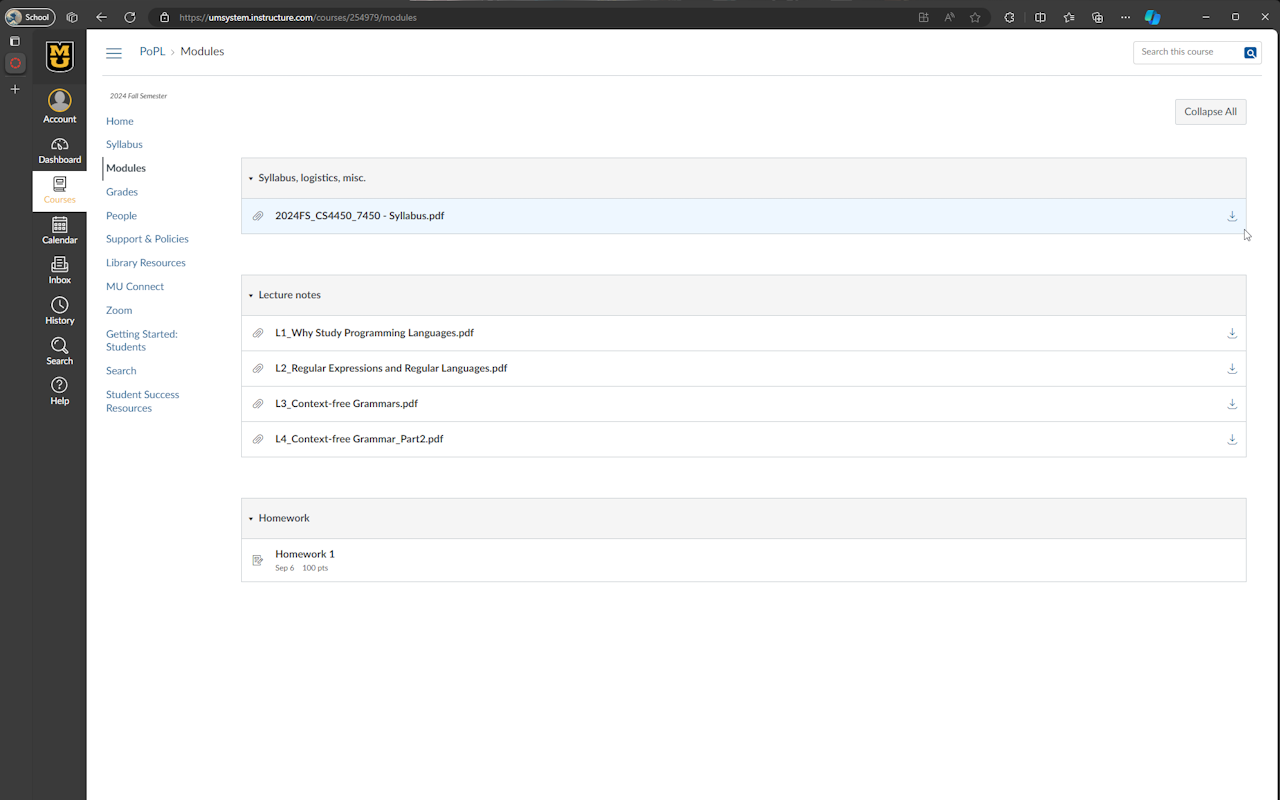 School
https://umsystem.instructure.com/courses/254979/modules
MU
Account
Dashboard
Courses
Calendar
Inbox
History
Search
Help
PoPL › Modules
Search this course
2024 Fall Semester
Home
Syllabus
Modules
Grades
People
Support & Policies
Library Resources
MU Connect
Zoom
Getting Started:
Students
Search
Student Success
Resources
Collapse All
Syllabus, logistics, misc.
2024FS_CS4450_7450 - Syllabus.pdf
Lecture notes
L1_Why Study Programming Languages.pdf
L2_Regular Expressions and Regular Languages.pdf
L3_Context-free Grammars.pdf
L4_Context-free Grammar_Part2.pdf
Homework
Homework 1
Sep 6 100 pts